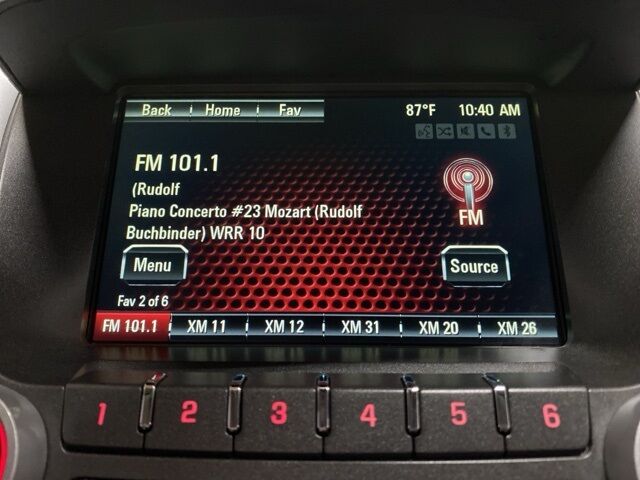 Back Home Fav 87°F 10:40 AM
FM 101.1
(Rudolf
Piano Concerto #23 Mozart (Rudolf
Buchbinder) WRR 10
FM
Menu Source
Fav 2 of 6
FM 101.1 XM 11 XM 12 XM 31 XM 20 XM 26
1 2 3 4 5 6